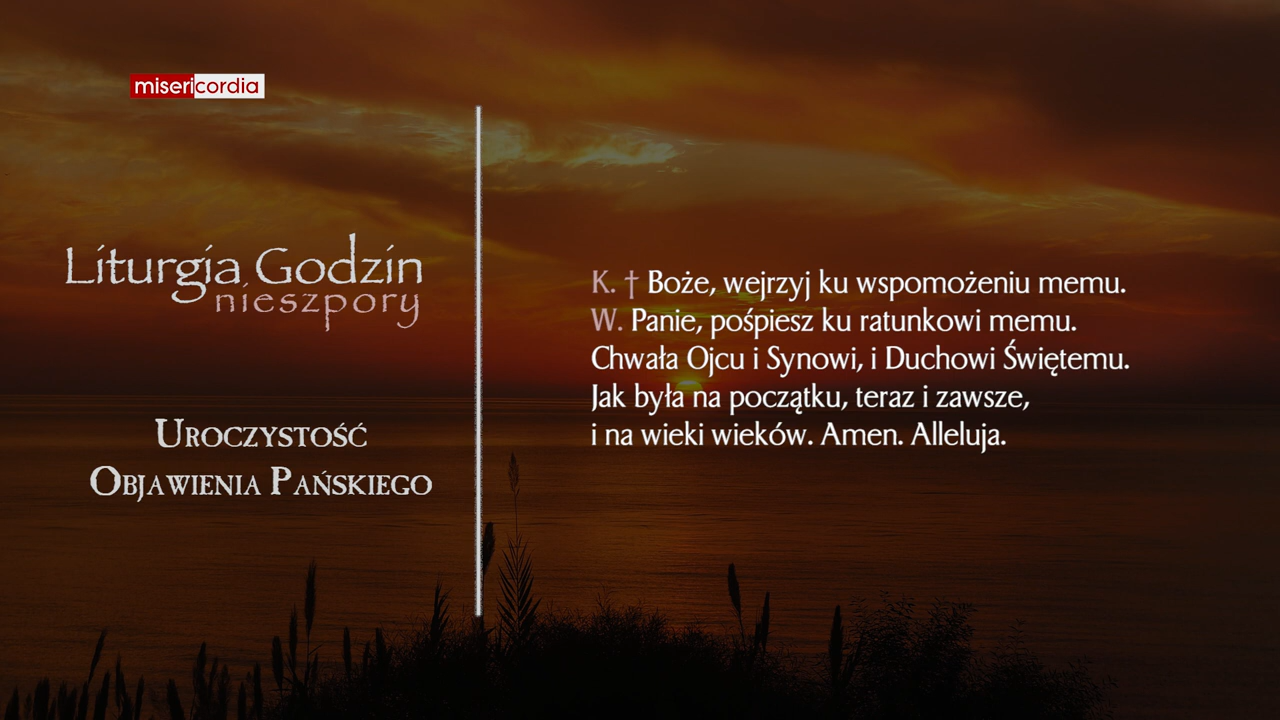 misericordia
Liturgia Godzin
nieszpory
Uroczystość
Objawienia Pańskiego
K. † Boże, wejrzyj ku wspomożeniu memu.
W. Panie, pośpiesz ku ratunkowi memu.
Chwała Ojcu i Synowi, i Duchowi Świętemu.
Jak była na początku, teraz i zawsze,
i na wieki wieków. Amen. Alleluja.